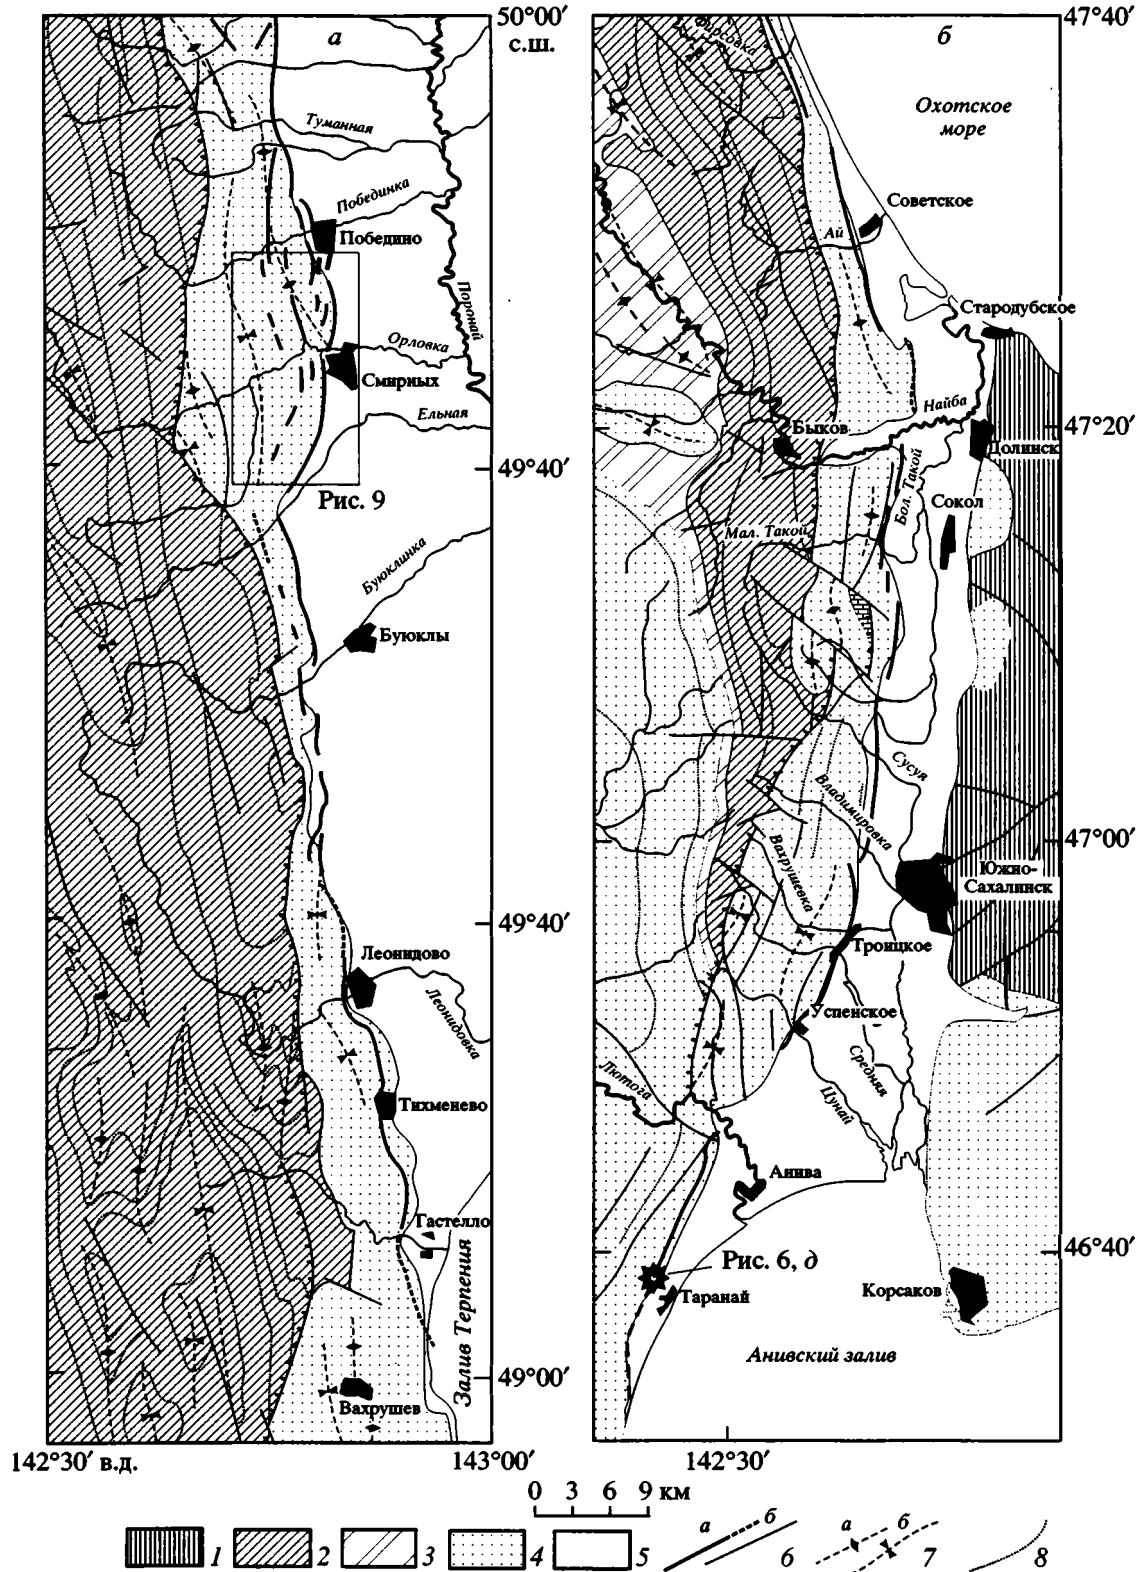 50°00′
с.ш.
а
Туманная
Побединка
Победино
Поронай
Орловка
Смирных
Ельная
49°40′
Рис. 9
Буюклинка
Буюклы
49°40′
Леонидово
Леонидовка
Тихменево
Гастелло
Залив Терпения
49°00′
Вахрушев
142°30′ в.д.
143°00′
47°40′
б
Фирсовка
Охотское
море
Советское
Ай
Стародубское
Найба
Быков
47°20′
Долинск
Бол. Такой
Сокол
Мал. Такой
Сусуя
Владимировка
47°00′
Вахрушевка
Южно-
Сахалинск
Троицкое
Успенское
Средняя
Лютога
Цунай
Анива
46°40′
Рис. 6, д
Таранай
Корсаков
Анивский залив
142°30′
0 3 6 9 км
1 2 3 4 5 а б 6 а б 7 8